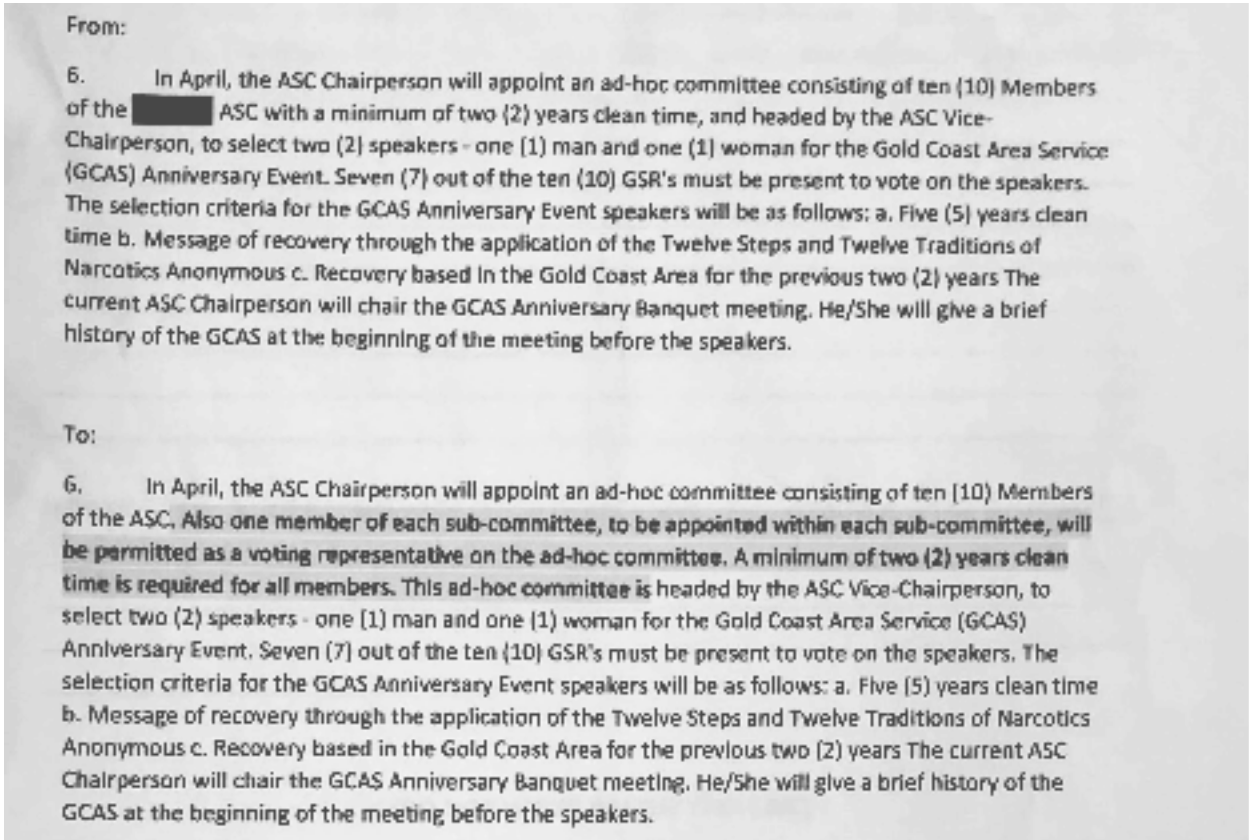 From:
6. In April, the ASC Chairperson will appoint an ad-hoc committee consisting of ten (10) Members
of the ASC with a minimum of two (2) years clean time, and headed by the ASC Vice-
Chairperson, to select two (2) speakers - one (1) man and one (1) woman for the Gold Coast Area Service
(GCAS) Anniversary Event. Seven (7) out of the ten (10) GSR's must be present to vote on the speakers.
The selection criteria for the GCAS Anniversary Event speakers will be as follows: a. Five (5) years clean
time b. Message of recovery through the application of the Twelve Steps and Twelve Traditions of
Narcotics Anonymous c. Recovery based in the Gold Coast Area for the previous two (2) years The
current ASC Chairperson will chair the GCAS Anniversary Banquet meeting. He/She will give a brief
history of the GCAS at the beginning of the meeting before the speakers.
To:
6. In April, the ASC Chairperson will appoint an ad-hoc committee consisting of ten (10) Members
of the ASC. Also one member of each sub-committee, to be appointed within each sub-committee, will
be permitted as a voting representative on the ad-hoc committee. A minimum of two (2) years clean
time is required for all members. This ad-hoc committee is headed by the ASC Vice-Chairperson, to
select two (2) speakers - one (1) man and one (1) woman for the Gold Coast Area Service (GCAS)
Anniversary Event. Seven (7) out of the ten (10) GSR's must be present to vote on the speakers. The
selection criteria for the GCAS Anniversary Event speakers will be as follows: a. Five (5) years clean time
b. Message of recovery through the application of the Twelve Steps and Twelve Traditions of Narcotics
Anonymous c. Recovery based in the Gold Coast Area for the previous two (2) years The current ASC
Chairperson will chair the GCAS Anniversary Banquet meeting. He/She will give a brief history of the
GCAS at the beginning of the meeting before the speakers.